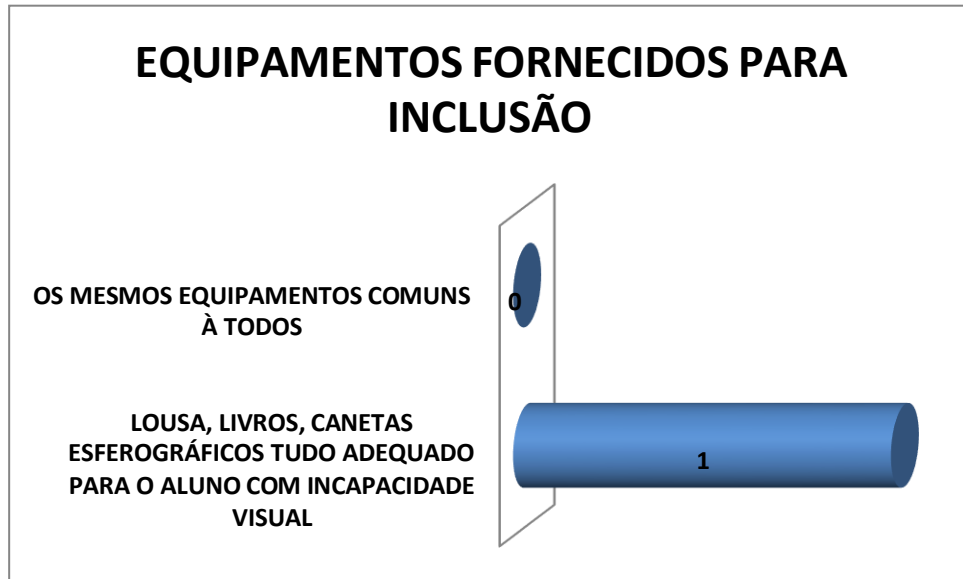 EQUIPAMENTOS FORNECIDOS PARA
INCLUSÃO
OS MESMOS EQUIPAMENTOS COMUNS
À TODOS
0
LOUSA, LIVROS, CANETAS
ESFEROGRÁFICOS TUDO ADEQUADO
PARA O ALUNO COM INCAPACIDADE
VISUAL
1